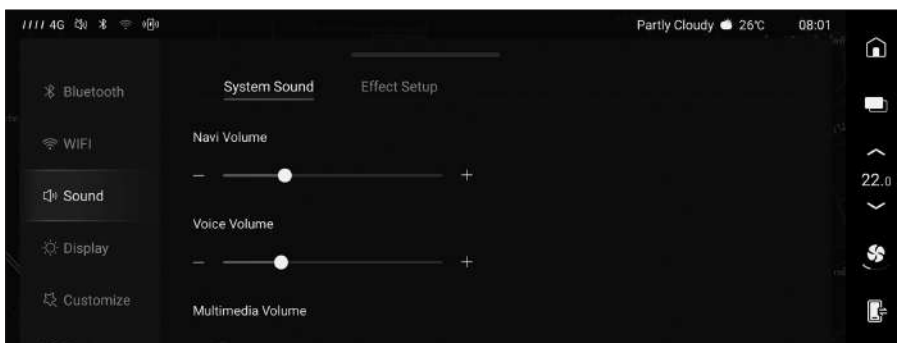 4G
Partly Cloudy 26℃ 08:01
Bluetooth
WIFI
Sound
Display
Customize
System Sound Effect Setup
Navi Volume
Voice Volume
Multimedia Volume
22.0